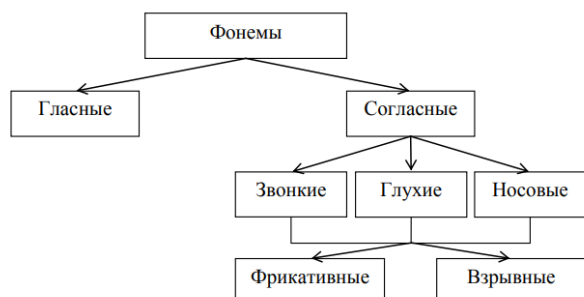 Фонемы
Гласные
Согласные
Звонкие
Глухие
Носовые
Фрикативные
Взрывные